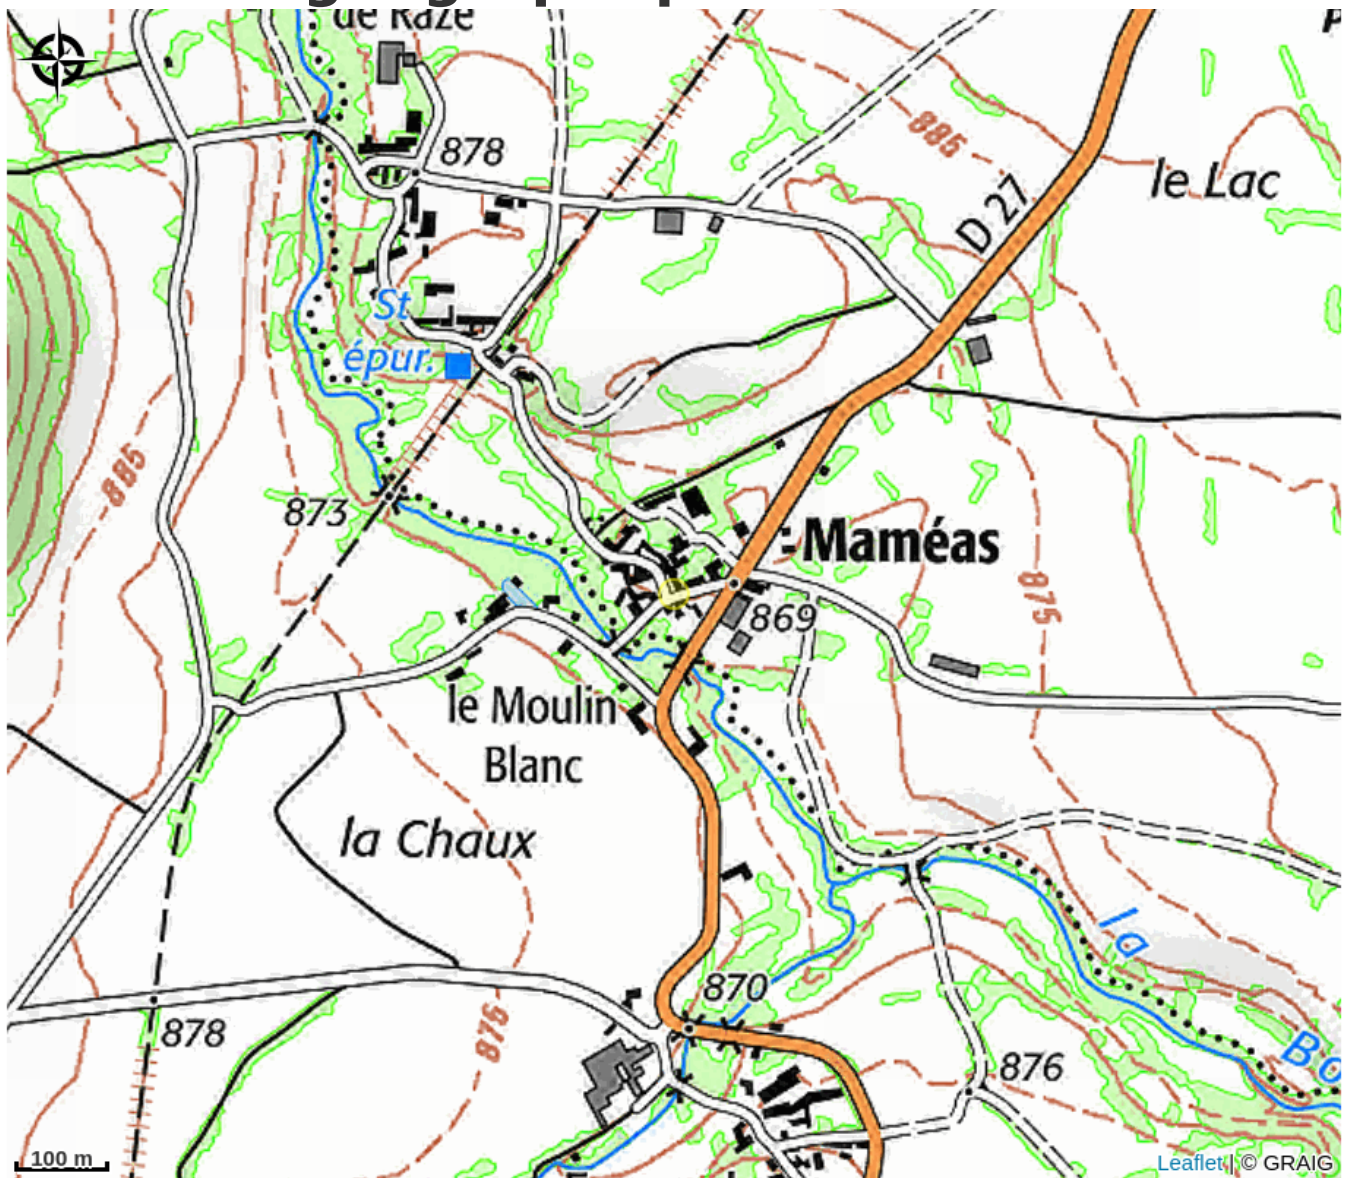 de Raze
878
885
le Lac
D 27
St
épur.
885
873
Maméas
875
869
le Moulin
Blanc
la Chaux
la
870
876
878
Bo
876
100 m
Leaflet | © GRAIG